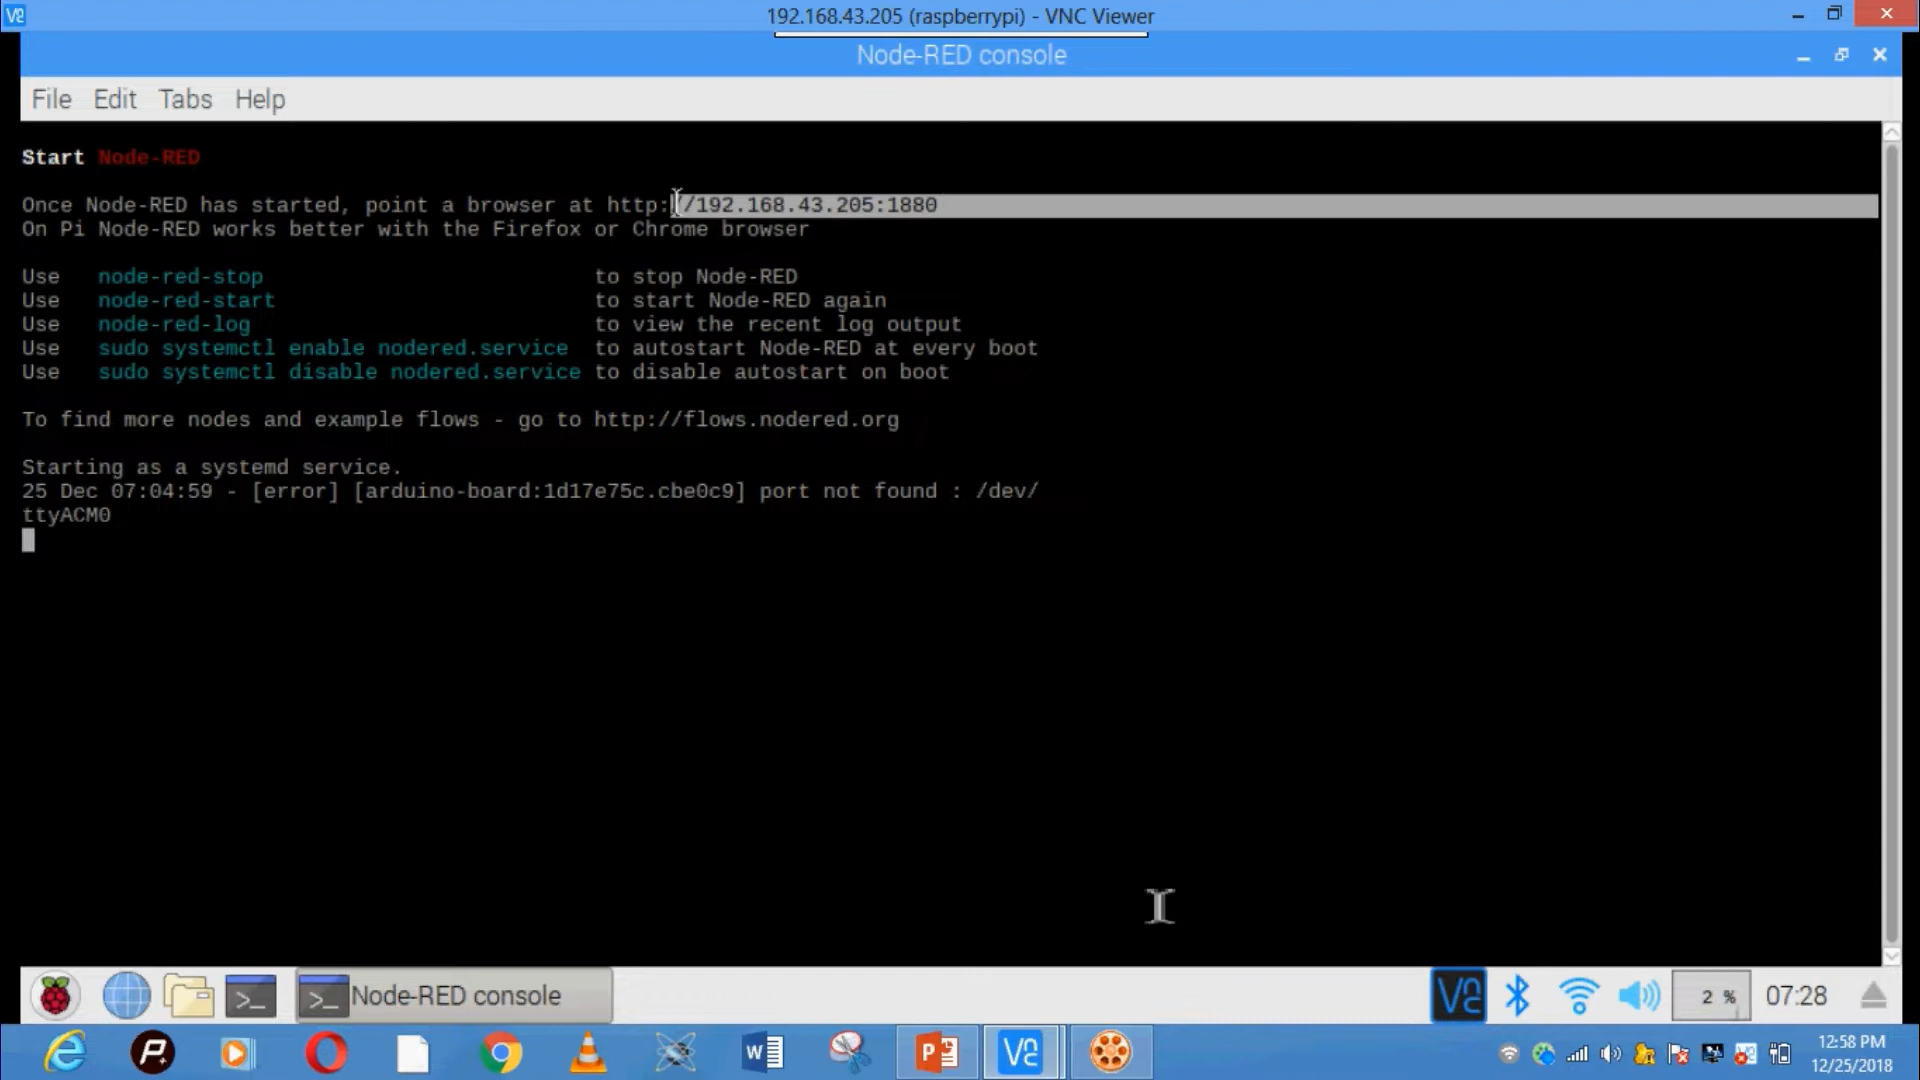 192.168.43.205 (raspberrypi) - VNC Viewer
Node-RED console
File Edit Tabs Help
Start Node-RED
Once Node-RED has started, point a browser at http://192.168.43.205:1880
On Pi Node-RED works better with the Firefox or Chrome browser
Use node-red-stop to stop Node-RED
Use node-red-start to start Node-RED again
Use node-red-log to view the recent log output
Use sudo systemctl enable nodered.service to autostart Node-RED at every boot
Use sudo systemctl disable nodered.service to disable autostart on boot
To find more nodes and example flows - go to http://flows.nodered.org
Starting as a systemd service.
25 Dec 07:04:59 - [error] [arduino-board:1d17e75c.cbe0c9] port not found : /dev/
ttyACM0
Node-RED console
2 %
07:28
12:58 PM
12/25/2018